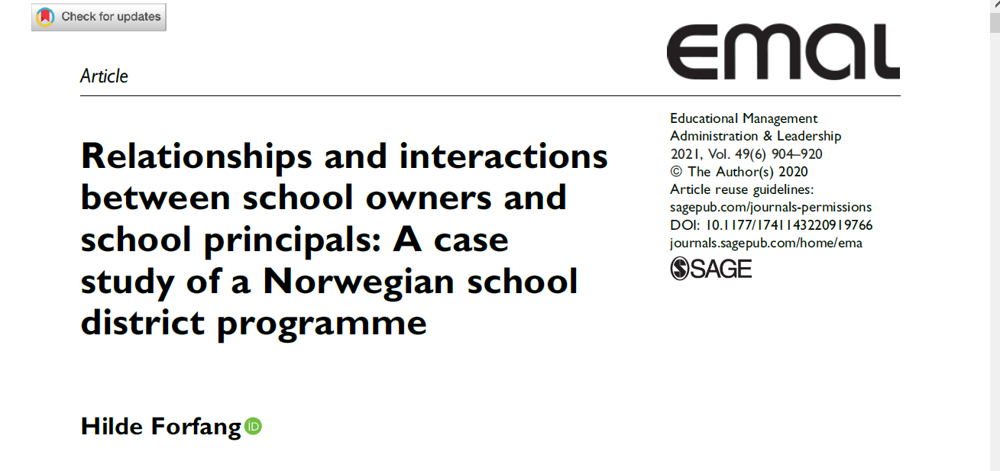 Check for updates
Article
EMAL
Relationships and interactions
between school owners and
school principals: A case
study of a Norwegian school
district programme
Hilde Forfang iD
Educational Management
Administration & Leadership
2021, Vol. 49(6) 904–920
© The Author(s) 2020
Article reuse guidelines:
sagepub.com/journals-permissions
DOI: 10.1177/1741143220919766
journals.sagepub.com/home/ema
SAGE